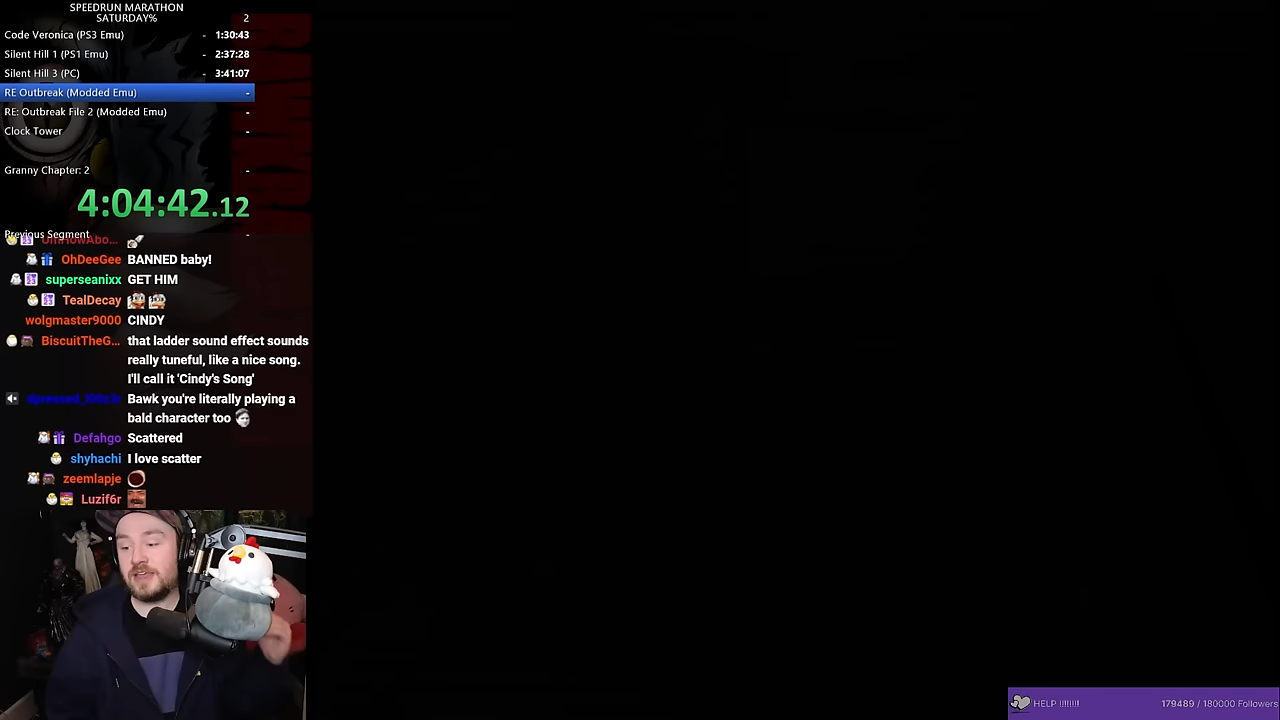 SPEEDRUN MARATHON
SATURDAY%
2
Code Veronica (PS3 Emu) - 1:30:43
Silent Hill 1 (PS1 Emu) - 2:37:28
Silent Hill 3 (PC) - 3:41:07
RE Outbreak (Modded Emu) -
RE: Outbreak File 2 (Modded Emu) -
Clock Tower -
Granny Chapter: 2 -
4:04:42.12
Previous Segment -
OhDeeGee BANNED baby!
superseanixx GET HIM
TealDecay
wolgmaster9000 CINDY
BiscuitTheG... that ladder sound effect sounds
really tuneful, like a nice song.
I'll call it 'Cindy's Song'
Bawk you're literally playing a
bald character too
Defahgo Scattered
shyhachi I love scatter
zeemlapje
Luzif6r
HELP !!!!!!! 179489 / 180000 Followers